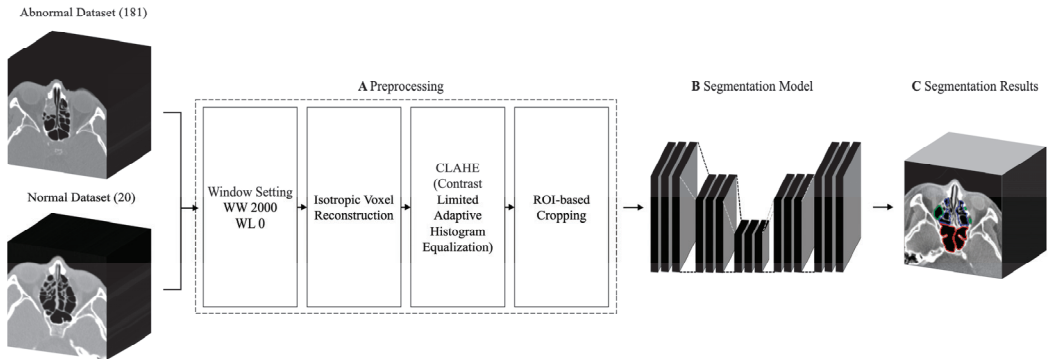 Abnormal Dataset (181)
Normal Dataset (20)
A Preprocessing
Window Setting
WW 2000
WL 0
Isotropic Voxel
Reconstruction
CLAHE
(Contrast
Limited
Adaptive
Histogram
Equalization)
ROI-based
Cropping
B Segmentation Model
C Segmentation Results